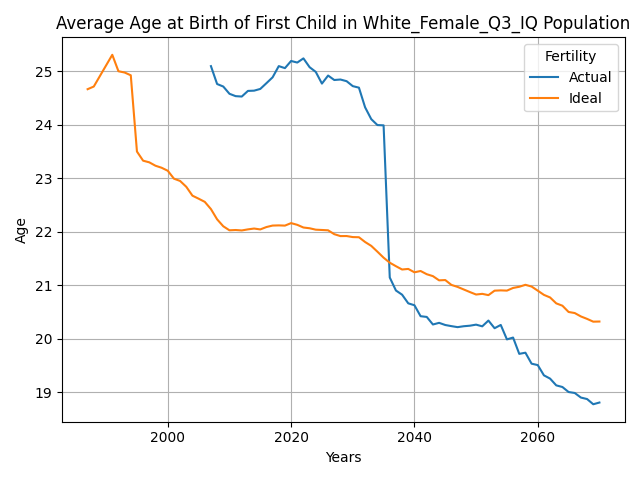 Average Age at Birth of First Child in White_Female_Q3_IQ Population
Fertility
Actual
Ideal
25
24
23
22
21
20
19
Age
2000
2020
2040
2060
Years